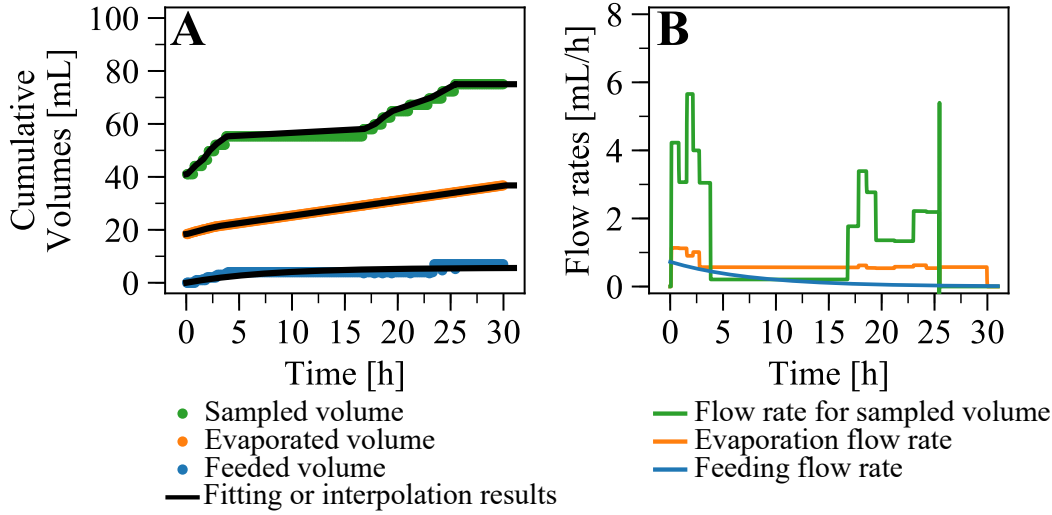 A
100
80
60
40
20
0
Cumulative
Volumes [mL]
0 5 10 15 20 25 30
Time [h]
Sampled volume
Evaporated volume
Feeded volume
Fitting or interpolation results
B
8
6
4
2
0
Flow rates [mL/h]
0 5 10 15 20 25 30
Time [h]
Flow rate for sampled volume
Evaporation flow rate
Feeding flow rate